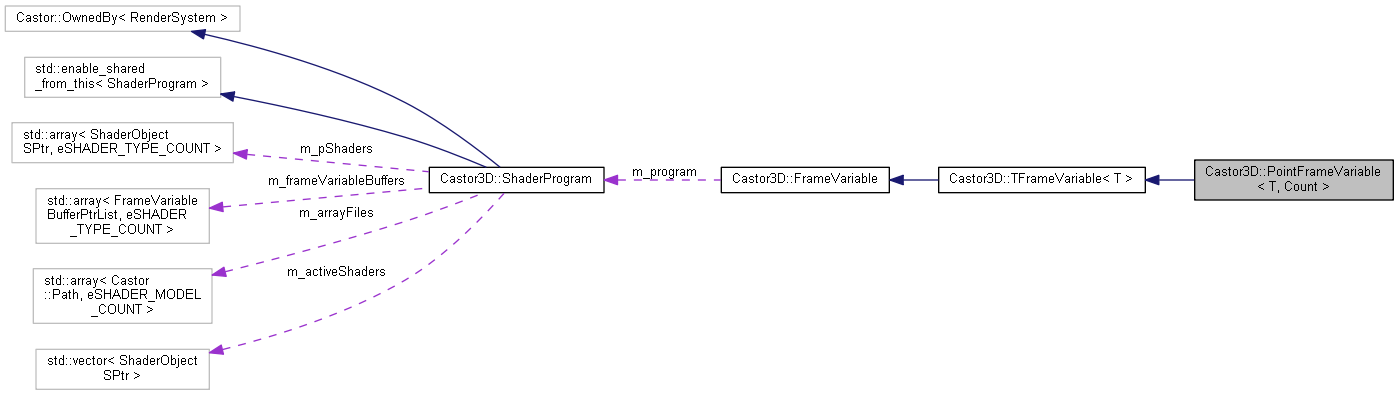 Castor::OwnedBy< RenderSystem >
std::enable_shared
_from_this< ShaderProgram >
std::array< ShaderObject
SPtr, eSHADER_TYPE_COUNT >
std::array< FrameVariable
BufferPtrList, eSHADER
_TYPE_COUNT >
std::array< Castor
::Path, eSHADER_MODEL
_COUNT >
std::vector< ShaderObject
SPtr >
m_pShaders
m_frameVariableBuffers
m_arrayFiles
m_activeShaders
Castor3D::ShaderProgram
m_program
Castor3D::FrameVariable
Castor3D::TFrameVariable< T >
Castor3D::PointFrameVariable
< T, Count >